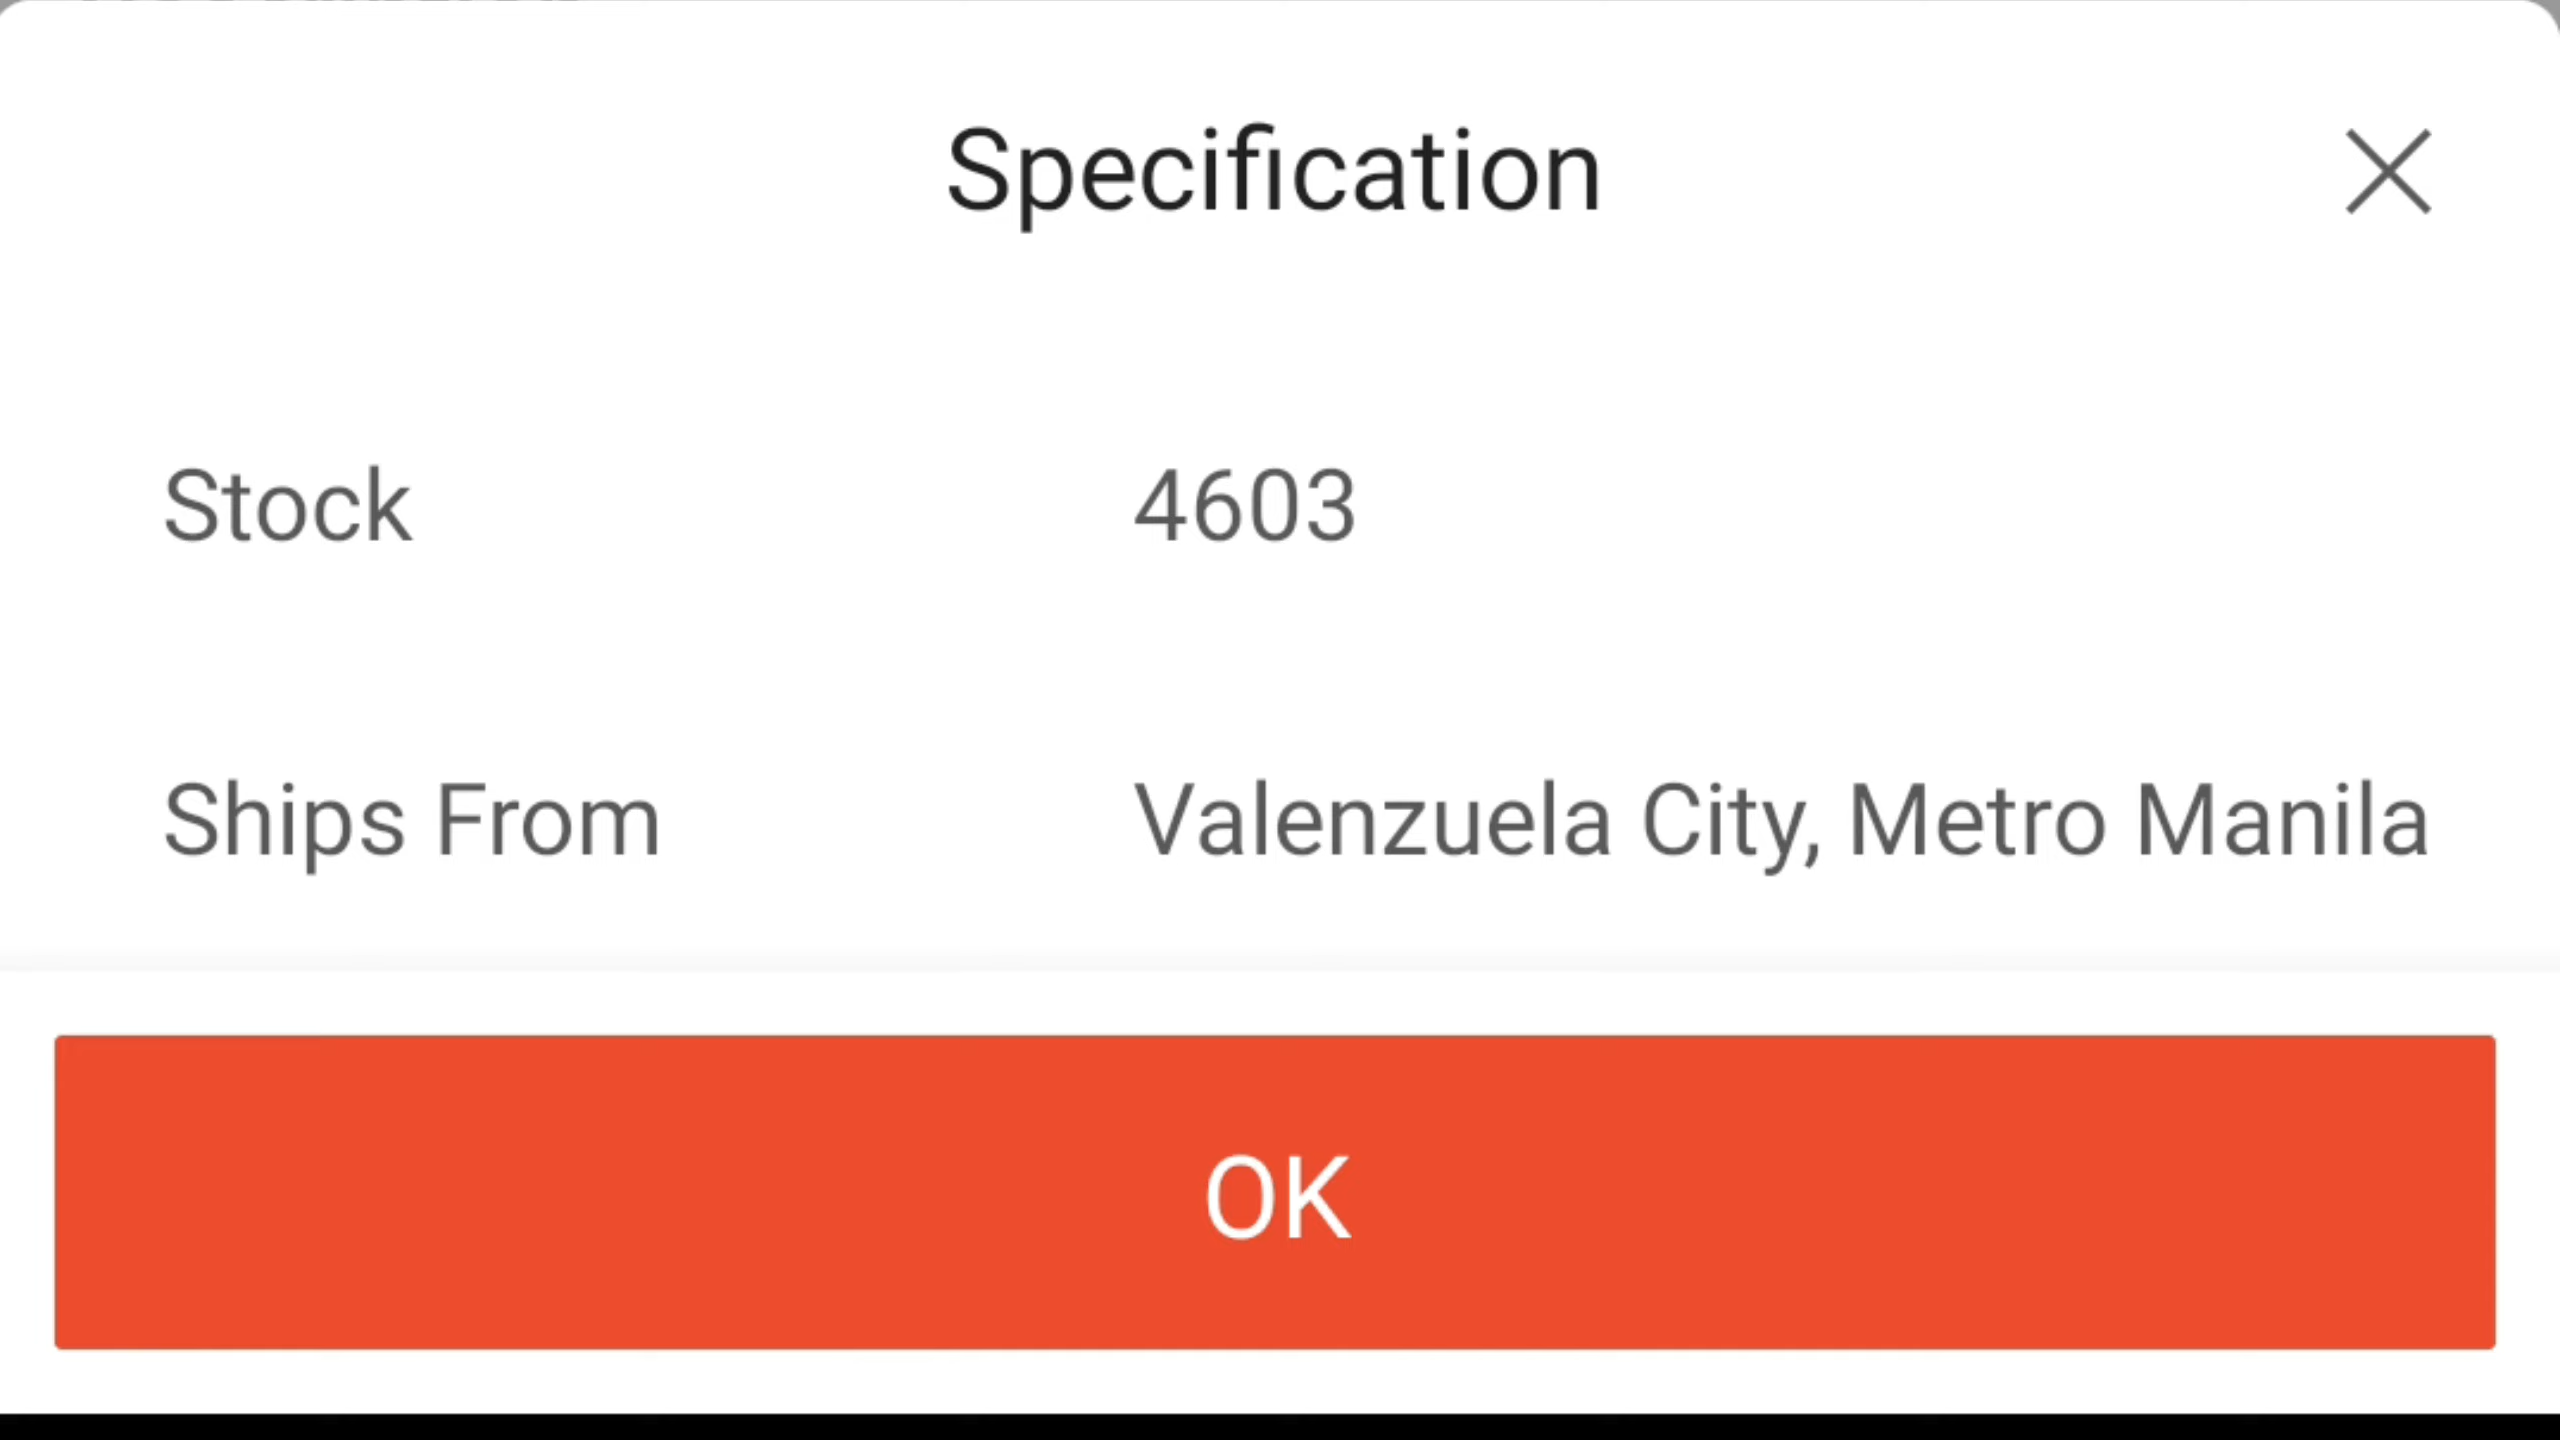 Specification
Stock 4603
Ships From Valenzuela City, Metro Manila
OK